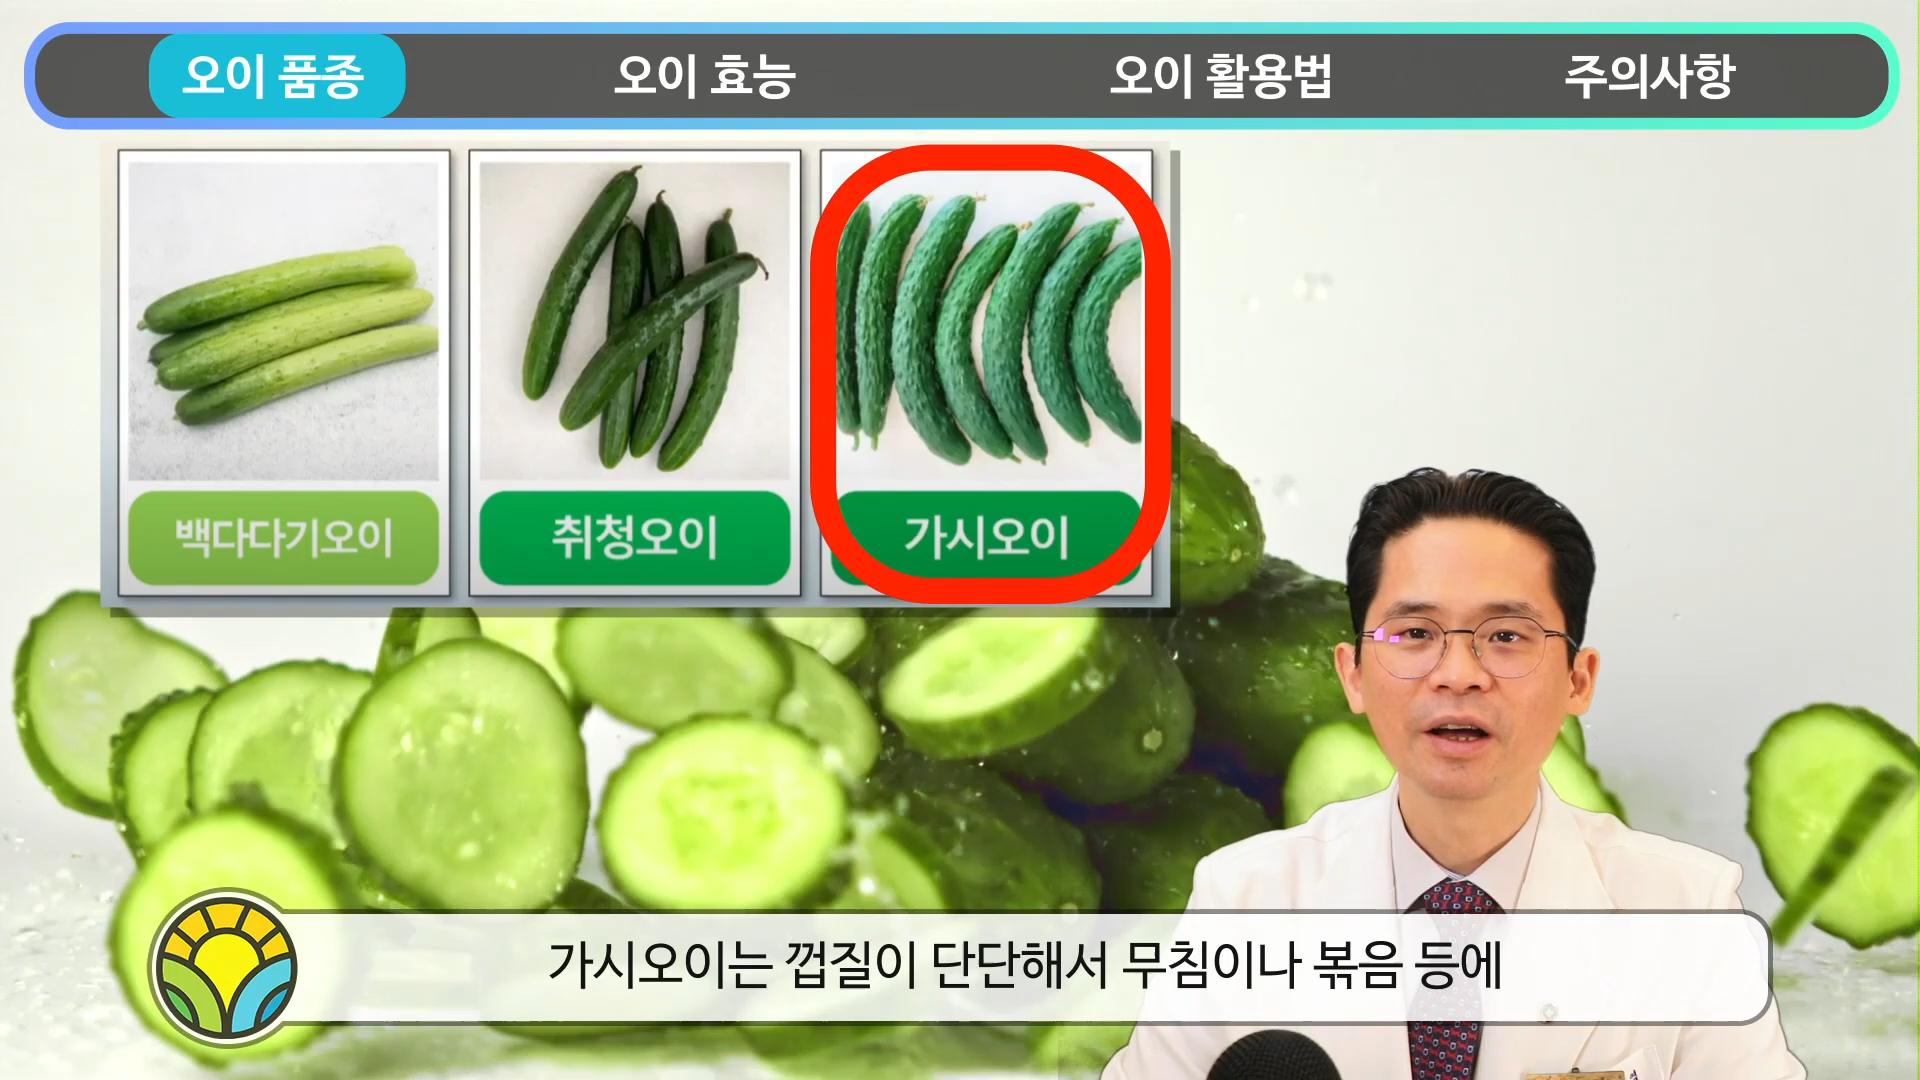 오이 품종
오이 효능
오이 활용법
주의사항
백다다기오이
취청오이
가시오이
가시오이는 껍질이 단단해서 무침이나 볶음 등에